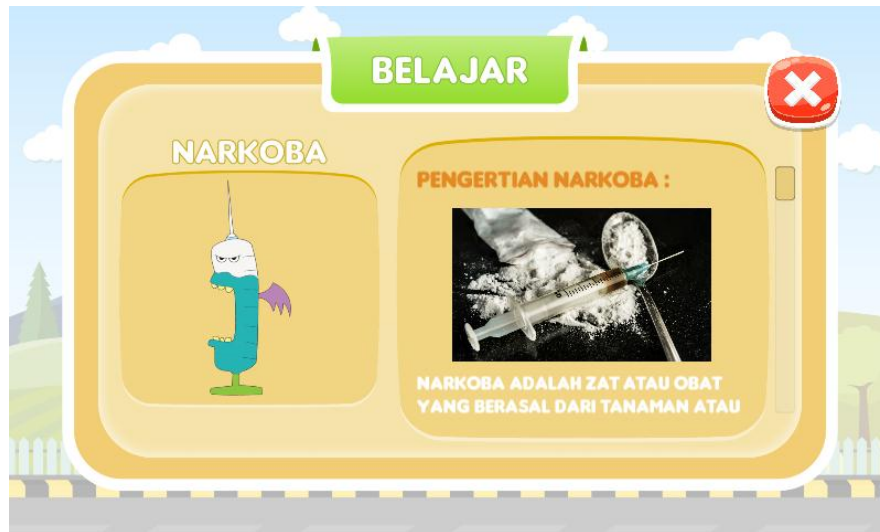 BELAJAR
NARKOBA
PENGERTIAN NARKOBA :
NARKOBA ADALAH ZAT ATAU OBAT
YANG BERASAL DARI TANAMAN ATAU